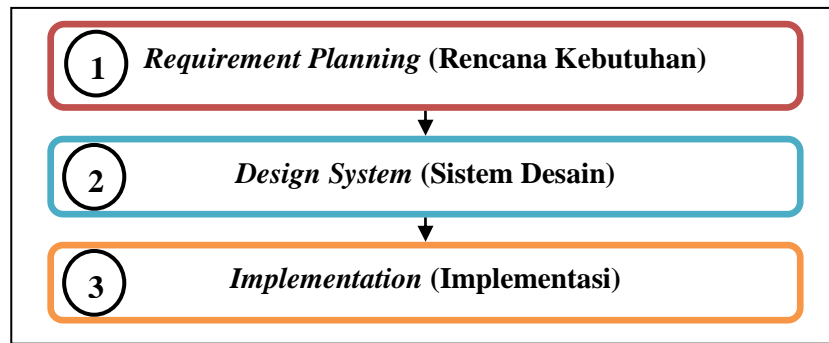 1 Requirement Planning (Rencana Kebutuhan)
2 Design System (Sistem Desain)
3 Implementation (Implementasi)